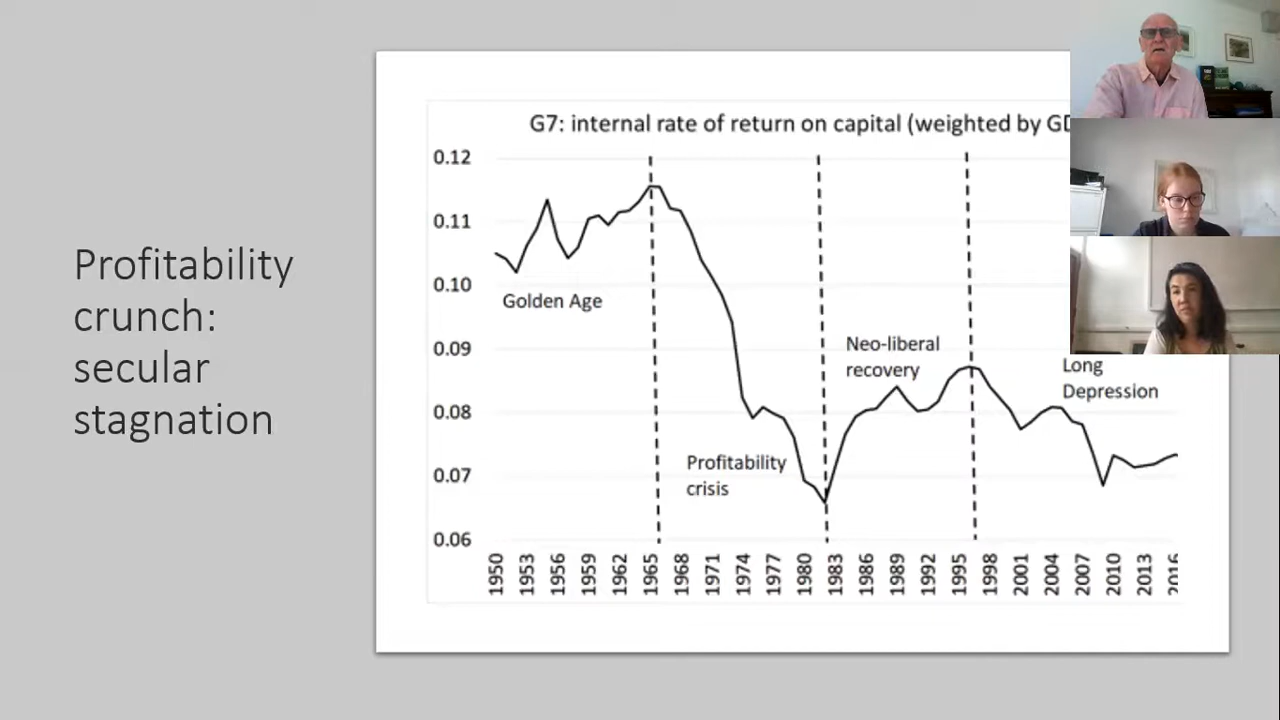 Profitability
crunch:
secular
stagnation
G7: internal rate of return on capital (weighted by
0.12
0.11
0.10
0.09
0.08
0.07
0.06
Golden Age
Profitability
crisis
Neo-liberal
recovery
Long
Depression
1950
1953
1956
1959
1962
1965
1968
1971
1974
1977
1980
1983
1986
1989
1992
1995
1998
2001
2004
2007
2010
2013
2016